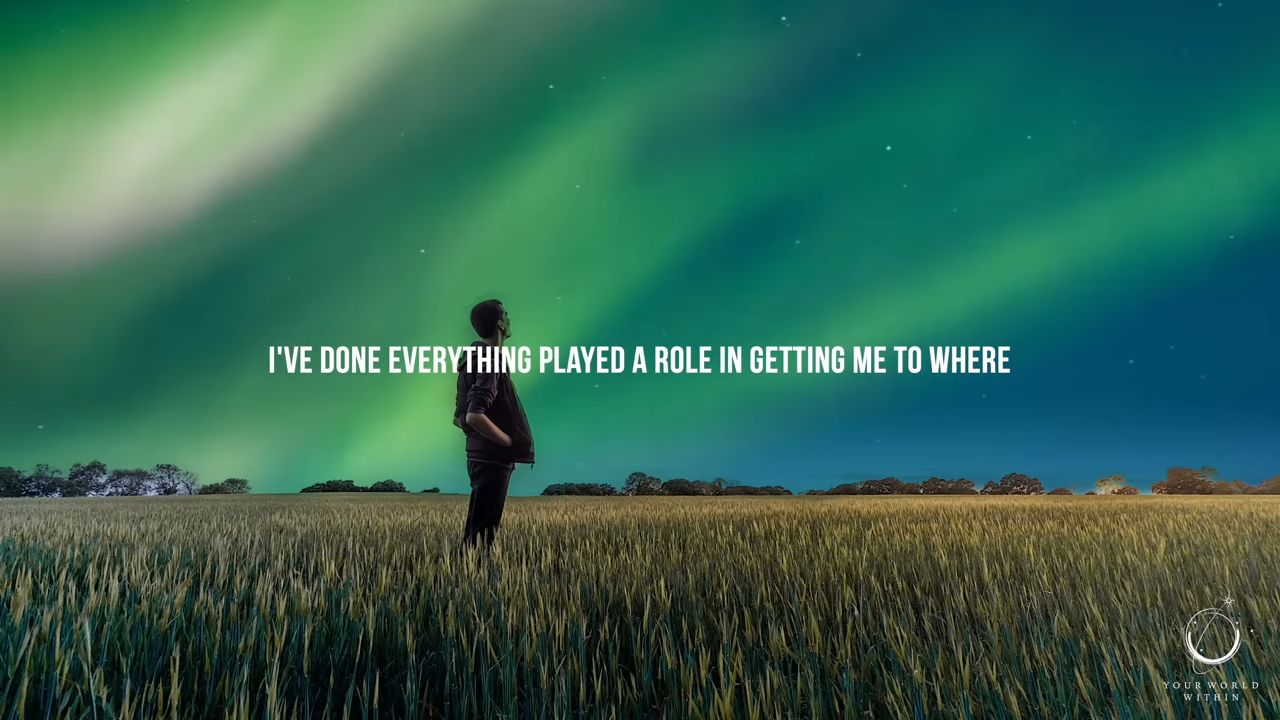 I'VE DONE EVERYTHING PLAYED A ROLE IN GETTING ME TO WHERE
YOUR WORLD
WITHIN